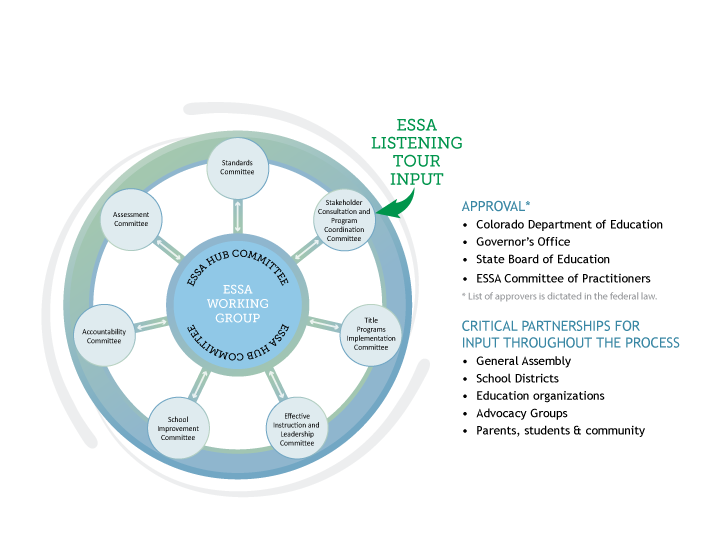 ESSA
LISTENING
TOUR
INPUT
Standards
Committee
Stakeholder
Consultation and
Program
Coordination
Committee
Assessment
Committee
ESSA HUB COMMITTEE
ESSA
WORKING
GROUP
ESSA HUB COMMITTEE
Accountability
Committee
Title
Programs
Implementation
Committee
School
Improvement
Committee
Effective
Instruction and
Leadership
Committee
APPROVAL*
• Colorado Department of Education
• Governor's Office
• State Board of Education
• ESSA Committee of Practitioners
* List of approvers is dictated in the federal law.
CRITICAL PARTNERSHIPS FOR
INPUT THROUGHOUT THE PROCESS
• General Assembly
• School Districts
• Education organizations
• Advocacy Groups
• Parents, students & community